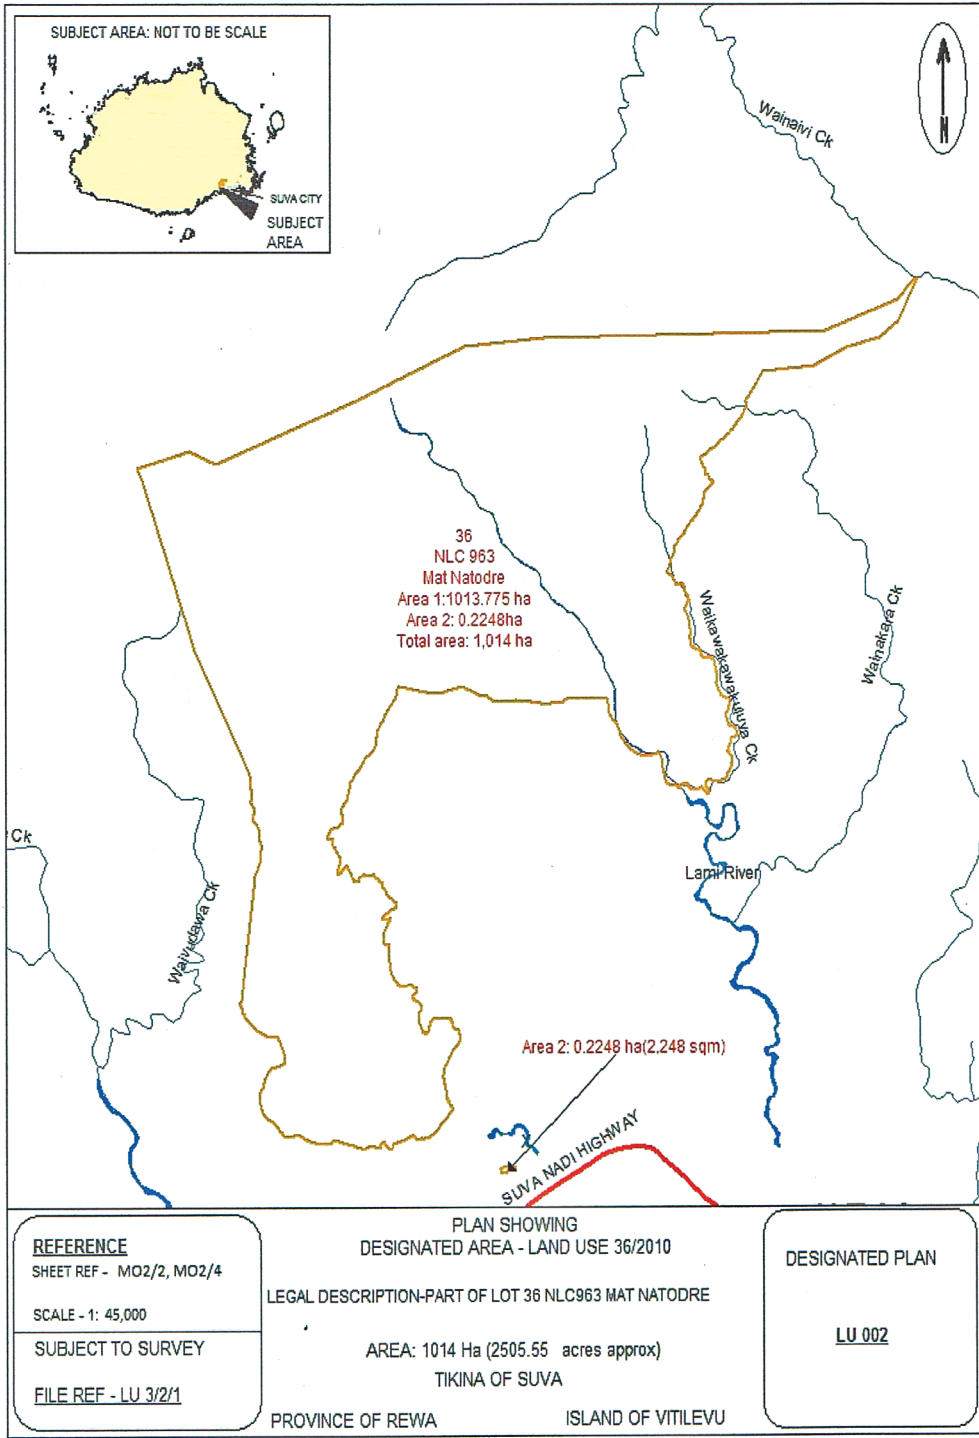 SUBJECT AREA: NOT TO BE SCALE
SUVA CITY
SUBJECT
AREA
N
Wainaivi Ck
36
NLC 963
Mat Natodre
Area 1:1013.775 ha
Area 2: 0.2248ha
Total area: 1,014 ha
Waikawakawakuluya Ck
Wainakara Ck
Ck
Lami River
Waivudawa Ck
Area 2: 0.2248 ha(2,248 sqm)
SUVA NADI HIGHWAY
REFERENCE
SHEET REF - MO2/2, MO2/4
SCALE - 1: 45,000
SUBJECT TO SURVEY
FILE REF - LU 3/2/1
PLAN SHOWING
DESIGNATED AREA - LAND USE 36/2010
LEGAL DESCRIPTION-PART OF LOT 36 NLC963 MAT NATODRE
AREA: 1014 Ha (2505.55 acres approx)
TIKINA OF SUVA
PROVINCE OF REWA ISLAND OF VITILEVU
DESIGNATED PLAN
LU 002